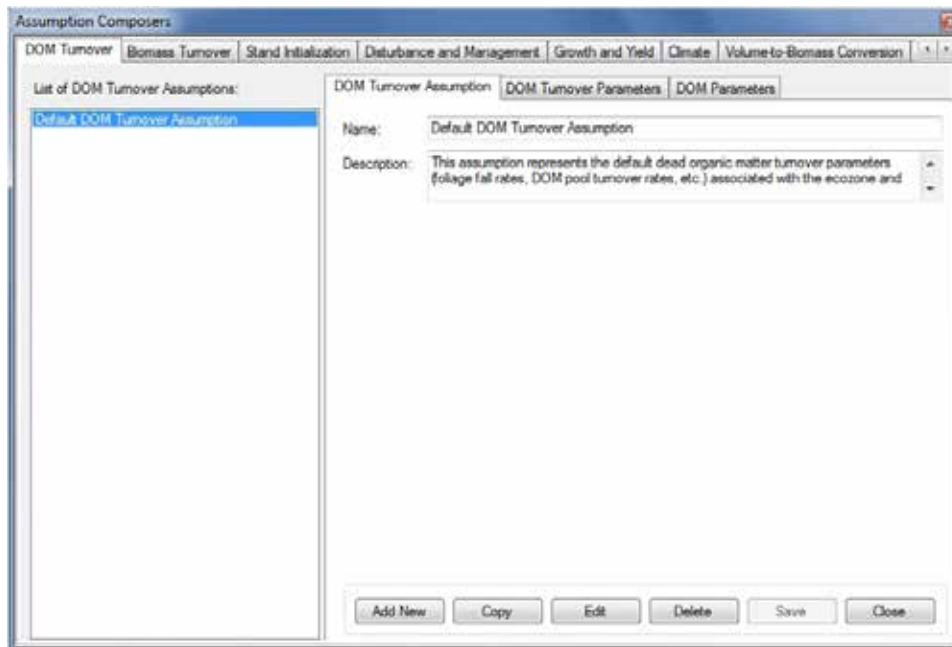 Assumption Composers
DOM Turnover Biomass Turnover Stand Initialization Disturbance and Management Growth and Yield Climate Volume-to-Biomass Conversion
List of DOM Turnover Assumptions:
Default DOM Turnover Assumption
DOM Turnover Assumption DOM Turnover Parameters DOM Parameters
Name: Default DOM Turnover Assumption
Description: This assumption represents the default dead organic matter turnover parameters
(foliage fall rates, DOM pool turnover rates, etc.) associated with the ecozone and
Add New Copy Edit Delete Save Close